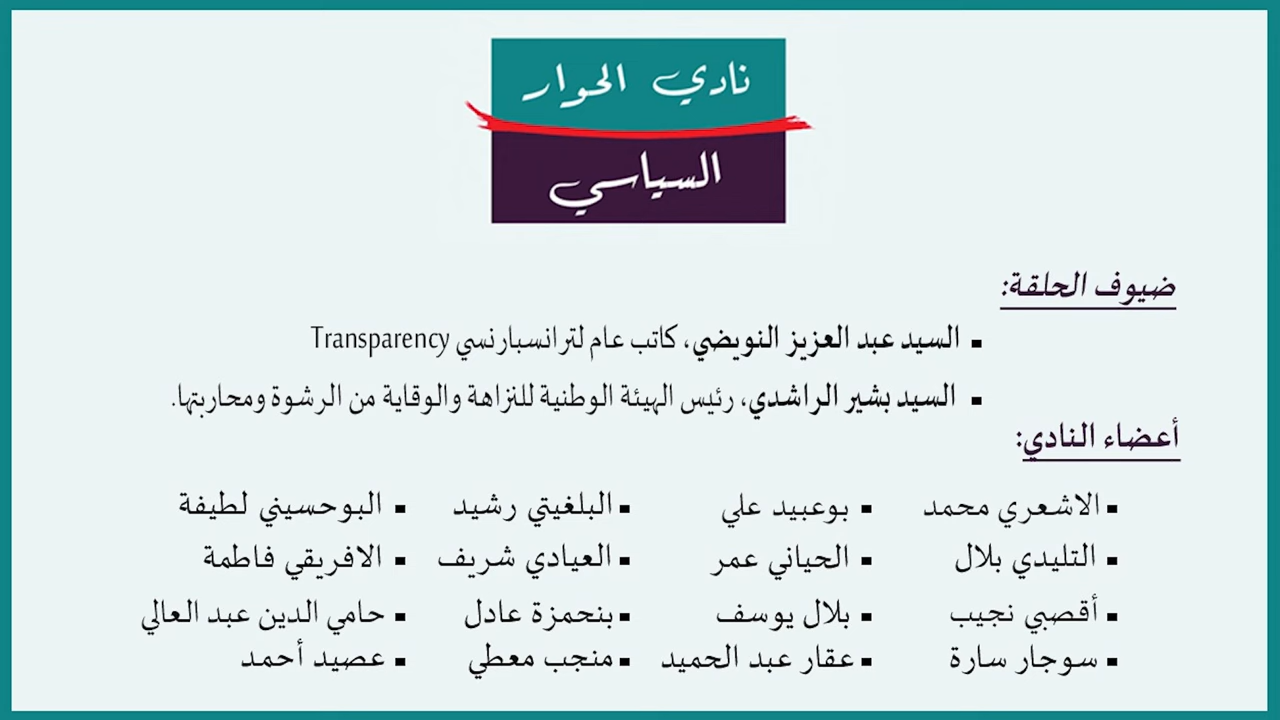 نادي الحوار
السياسي
ضيوف الحلقة:
▪ السيد عبد العزيز النويضي، كاتب عام لترانسبارنسي Transparency
▪ السيد بشير الراشدي، رئيس الهيئة الوطنية للنزاهة والوقاية من الرشوة ومحاربتها.
أعضاء النادي:
▪ الاشعري محمد ▪ بوعبيد علي ▪ البلغيتي رشيد ▪ البوحسيني لطيفة
▪ التليدي بلال ▪ الحياني عمر ▪ العيادي شريف ▪ الافريقي فاطمة
▪ أقصبي نجيب ▪ بلال يوسف ▪ بنحمزة عادل ▪ حامي الدين عبد العالي
▪ سوجار سارة ▪ عقار عبد الحميد ▪ منجب معطي ▪ عصيد أحمد